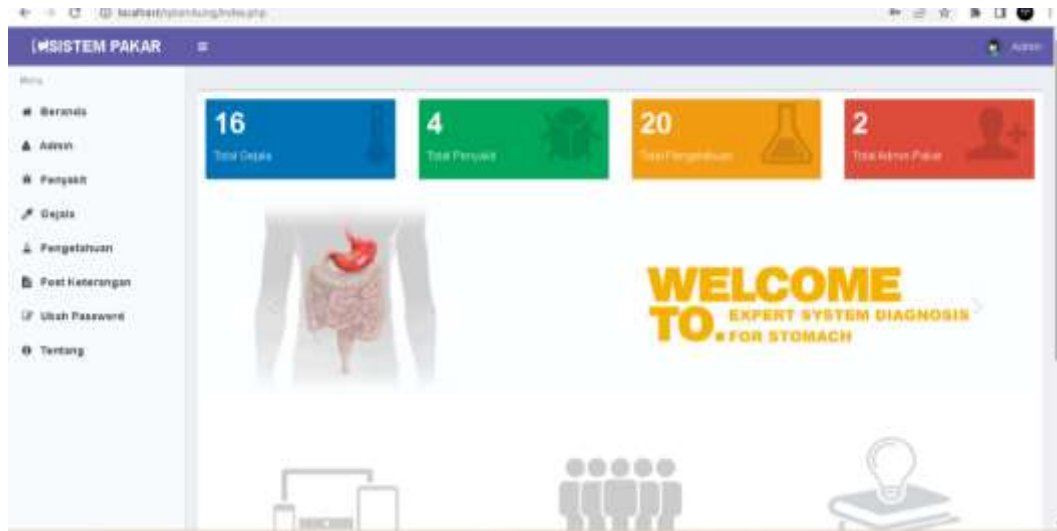 SISTEM PAKAR
Admin
Menu
Beranda
Admin
Penyakit
Gejala
Pengetahuan
Post Keterangan
Ubah Password
Tentang
16
Total Gejala
4
Total Penyakit
20
Total Pengetahuan
2
Total Admin Pakar
WELCOME
TO. EXPERT SYSTEM DIAGNOSIS
FOR STOMACH